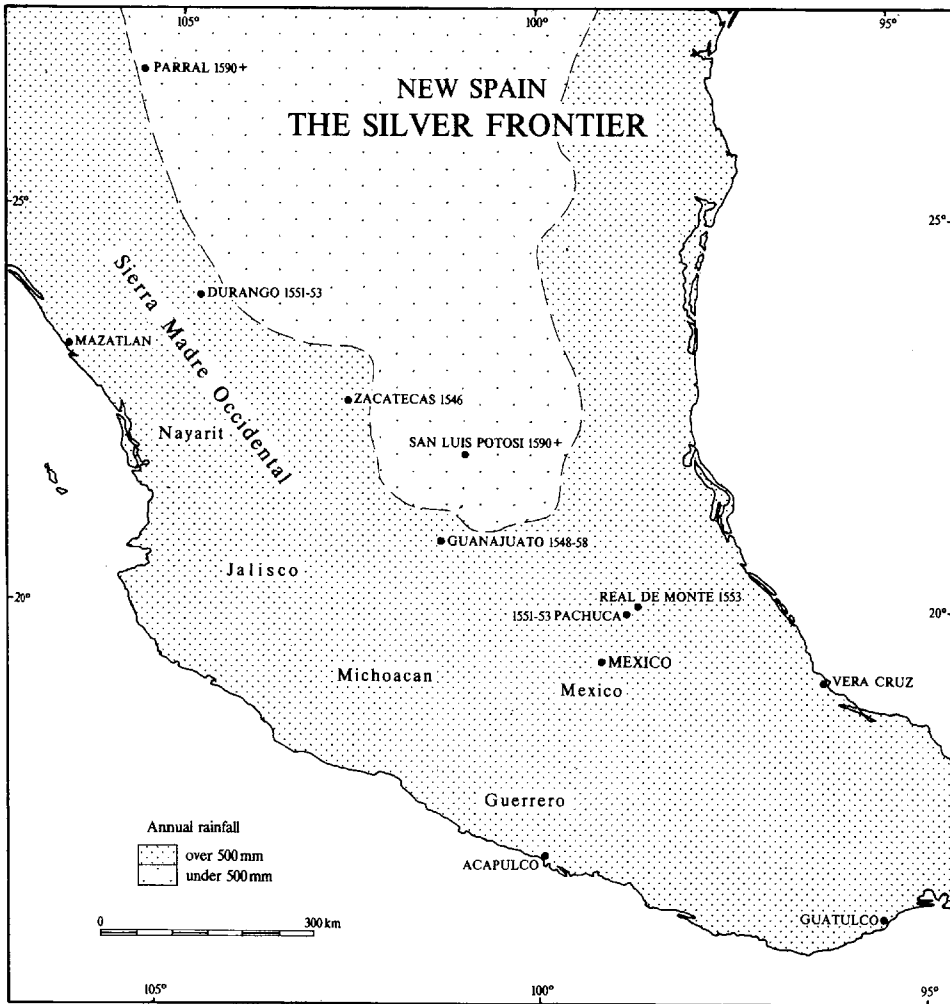 105°
100°
95°
PARRAL 1590+
NEW SPAIN
THE SILVER FRONTIER
25°
25°
Sierra Madre Occidental
DURANGO 1551-53
MAZATLAN
ZACATECAS 1546
Nayarit
SAN LUIS POTOSI 1590+
GUANAJUATO 1548-58
Jalisco
20°
REAL DE MONTE 1553
1551-53 PACHUCA
20°
MEXICO
Michoacan
Mexico
VERA CRUZ
Guerrero
Annual rainfall
over 500 mm
under 500 mm
ACAPULCO
0 300 km
GUATULCO
105°
100°
95°